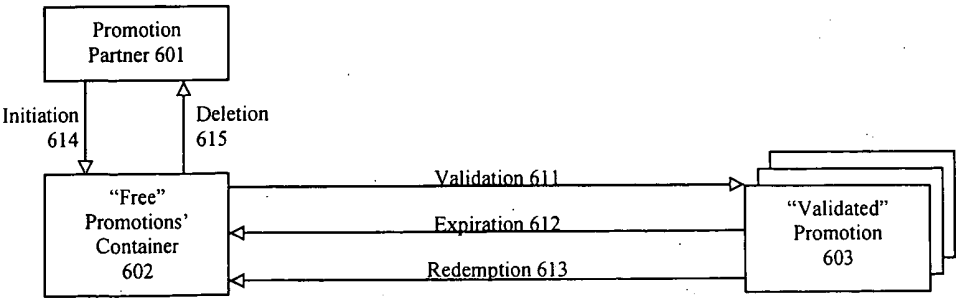 Promotion
Partner 601
Initiation
614
Deletion
615
“Free”
Promotions’
Container
602
Validation 611
Expiration 612
Redemption 613
“Validated”
Promotion
603